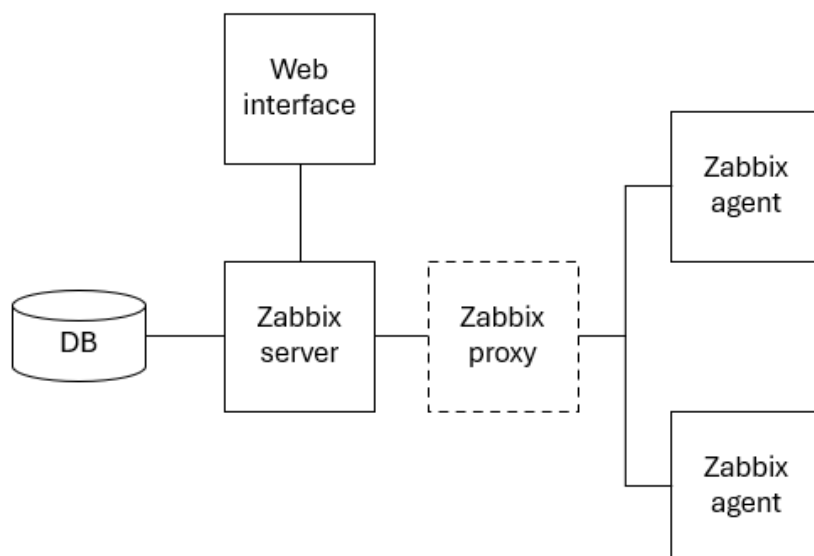 Web
interface
Zabbix
agent
DB
Zabbix
server
Zabbix
proxy
Zabbix
agent